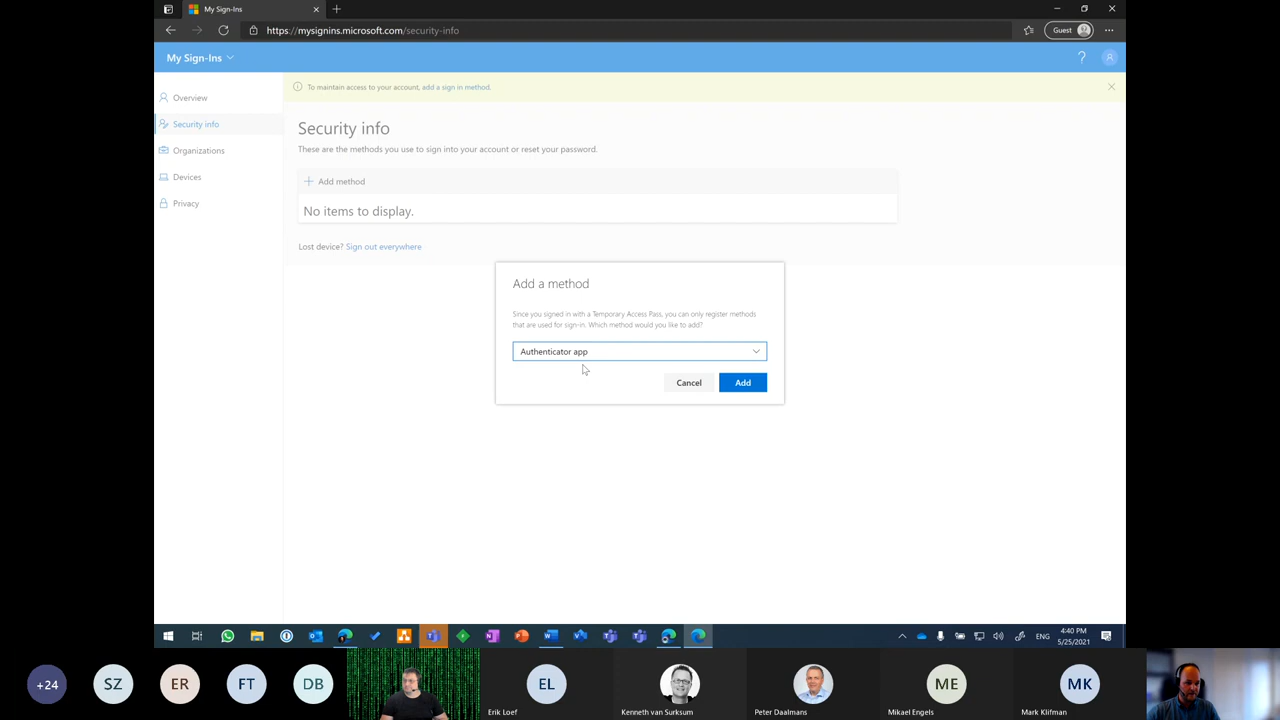 My Sign-Ins
https://mysignins.microsoft.com/security-info
Guest
My Sign-Ins
?
To maintain access to your account, add a sign in method.
Overview
Security info
Organizations
Devices
Privacy
Security info
These are the methods you use to sign into your account or reset your password.
Add method
No items to display.
Lost device? Sign out everywhere
Add a method
Since you signed in with a Temporary Access Pass, you can only register methods
that are used for sign-in. Which method would you like to add?
Authenticator app
Cancel
Add
ENG
4:40 PM
5/25/2021
+24
SZ
ER
FT
DB
EL
Erik Loef
Kenneth van Surksum
Peter Daalmans
ME
Mikael Engels
MK
Mark Klifman